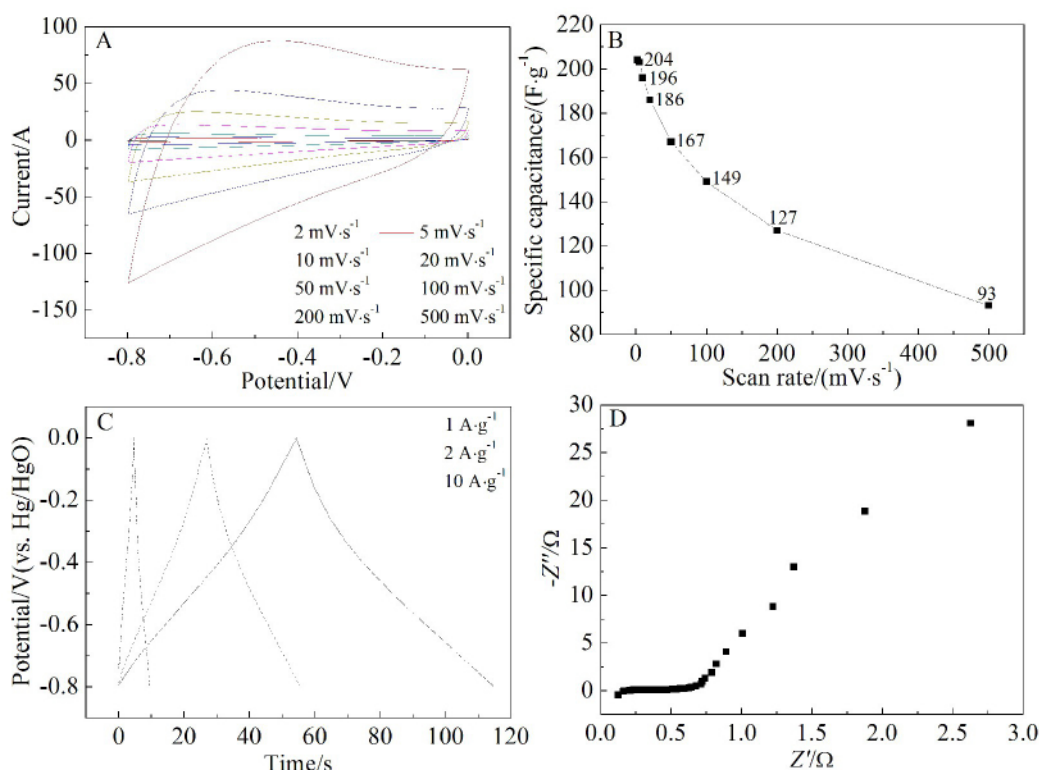 A
100
50
0
-50
-100
-150
Current/A
2 mV·s⁻¹ 5 mV·s⁻¹
10 mV·s⁻¹ 20 mV·s⁻¹
50 mV·s⁻¹ 100 mV·s⁻¹
200 mV·s⁻¹ 500 mV·s⁻¹
-0.8 -0.6 -0.4 -0.2 0.0
Potential/V
B
220
200
180
160
140
120
100
80
Specific capacitance/(F·g⁻¹)
204
196
186
167
149
127
93
0 100 200 300 400 500
Scan rate/(mV·s⁻¹)
C
0.0
-0.2
-0.4
-0.6
-0.8
Potential/V(vs. Hg/HgO)
1 A·g⁻¹
2 A·g⁻¹
10 A·g⁻¹
0 20 40 60 80 100 120
Time/s
D
30
25
20
15
10
5
0
-Z″/Ω
0.0 0.5 1.0 1.5 2.0 2.5 3.0
Z′/Ω